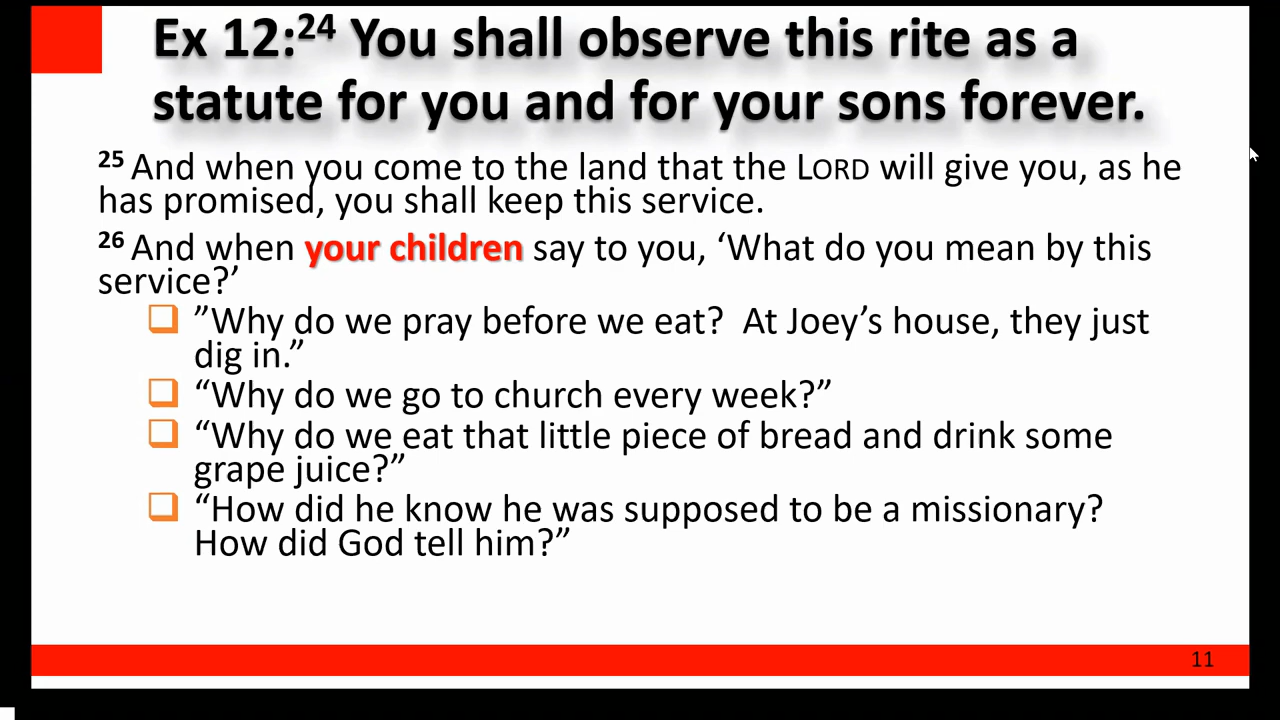 Ex 12:24 You shall observe this rite as a
statute for you and for your sons forever.
25 And when you come to the land that the LORD will give you, as he
has promised, you shall keep this service.
26 And when your children say to you, ‘What do you mean by this
service?’
❑ ”Why do we pray before we eat?  At Joey’s house, they just
dig in.”
❑ “Why do we go to church every week?”
❑ “Why do we eat that little piece of bread and drink some
grape juice?”
❑ “How did he know he was supposed to be a missionary?
How did God tell him?”
11